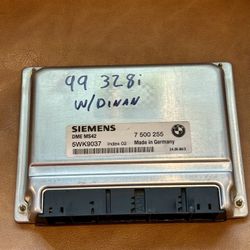 99 328i
W/DINAN
SIEMENS
DME MS42
7 500 255
5WK9037 Index 02 Made in Germany